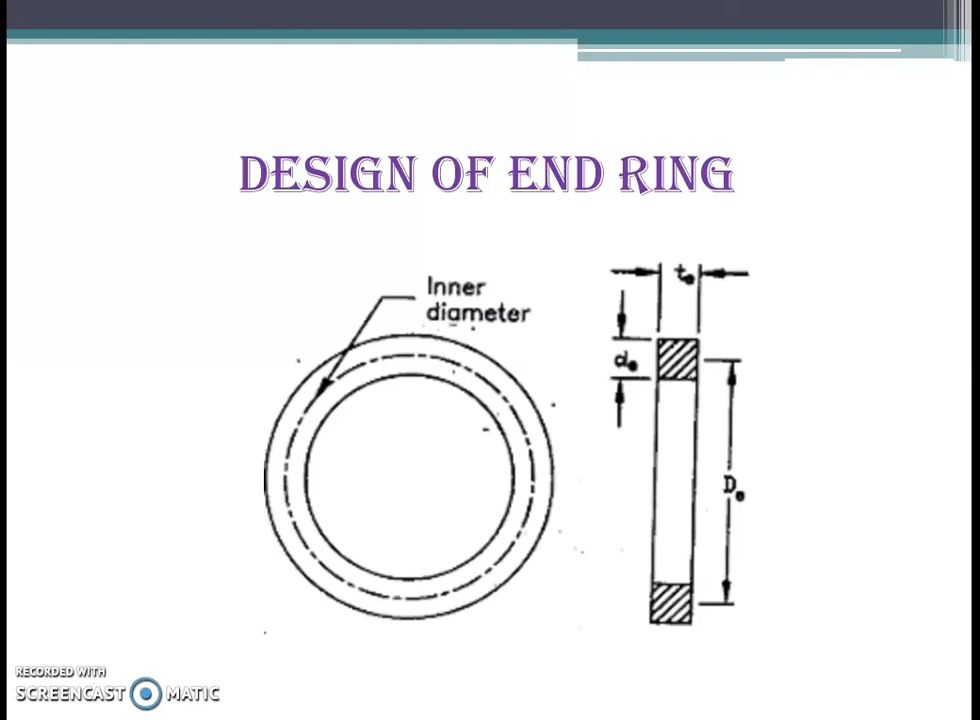 DESIGN OF END RING
Inner
diameter
te
de
De
RECORDED WITH
SCREENCAST MATIC